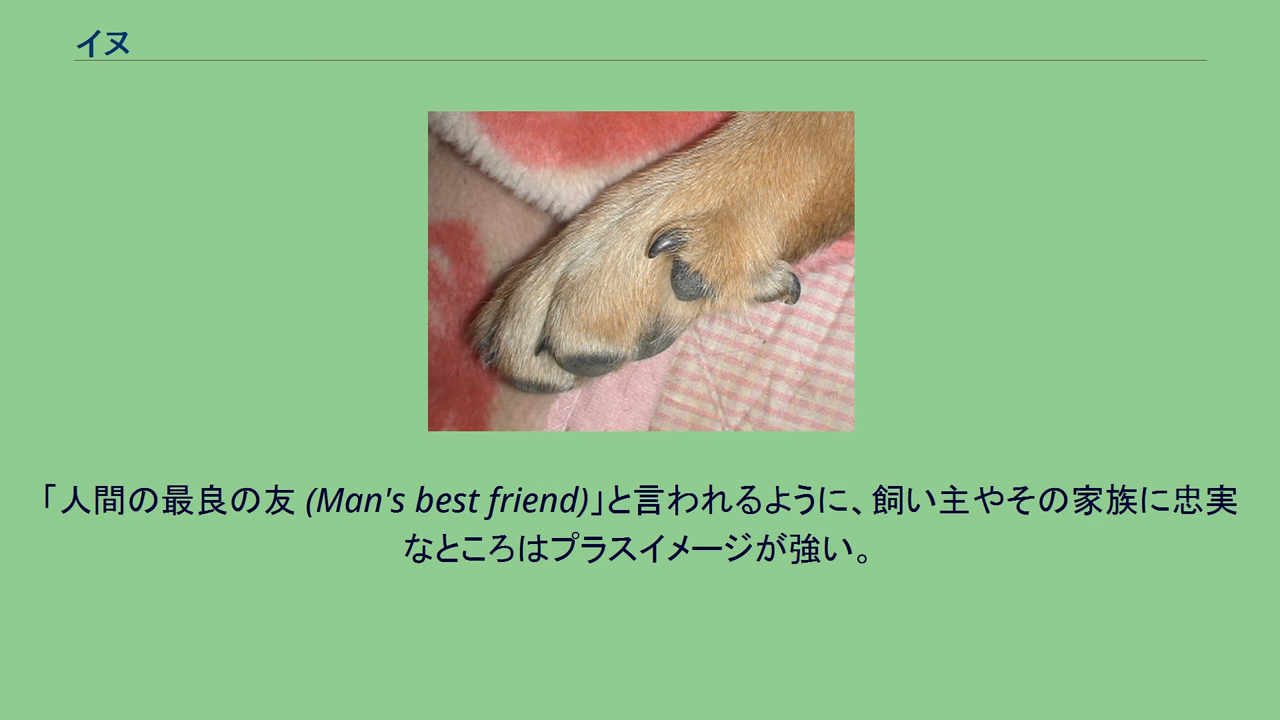 イヌ
「人間の最良の友 (Man's best friend)」と言われるように、飼い主やその家族に忠実
なところはプラスイメージが強い。